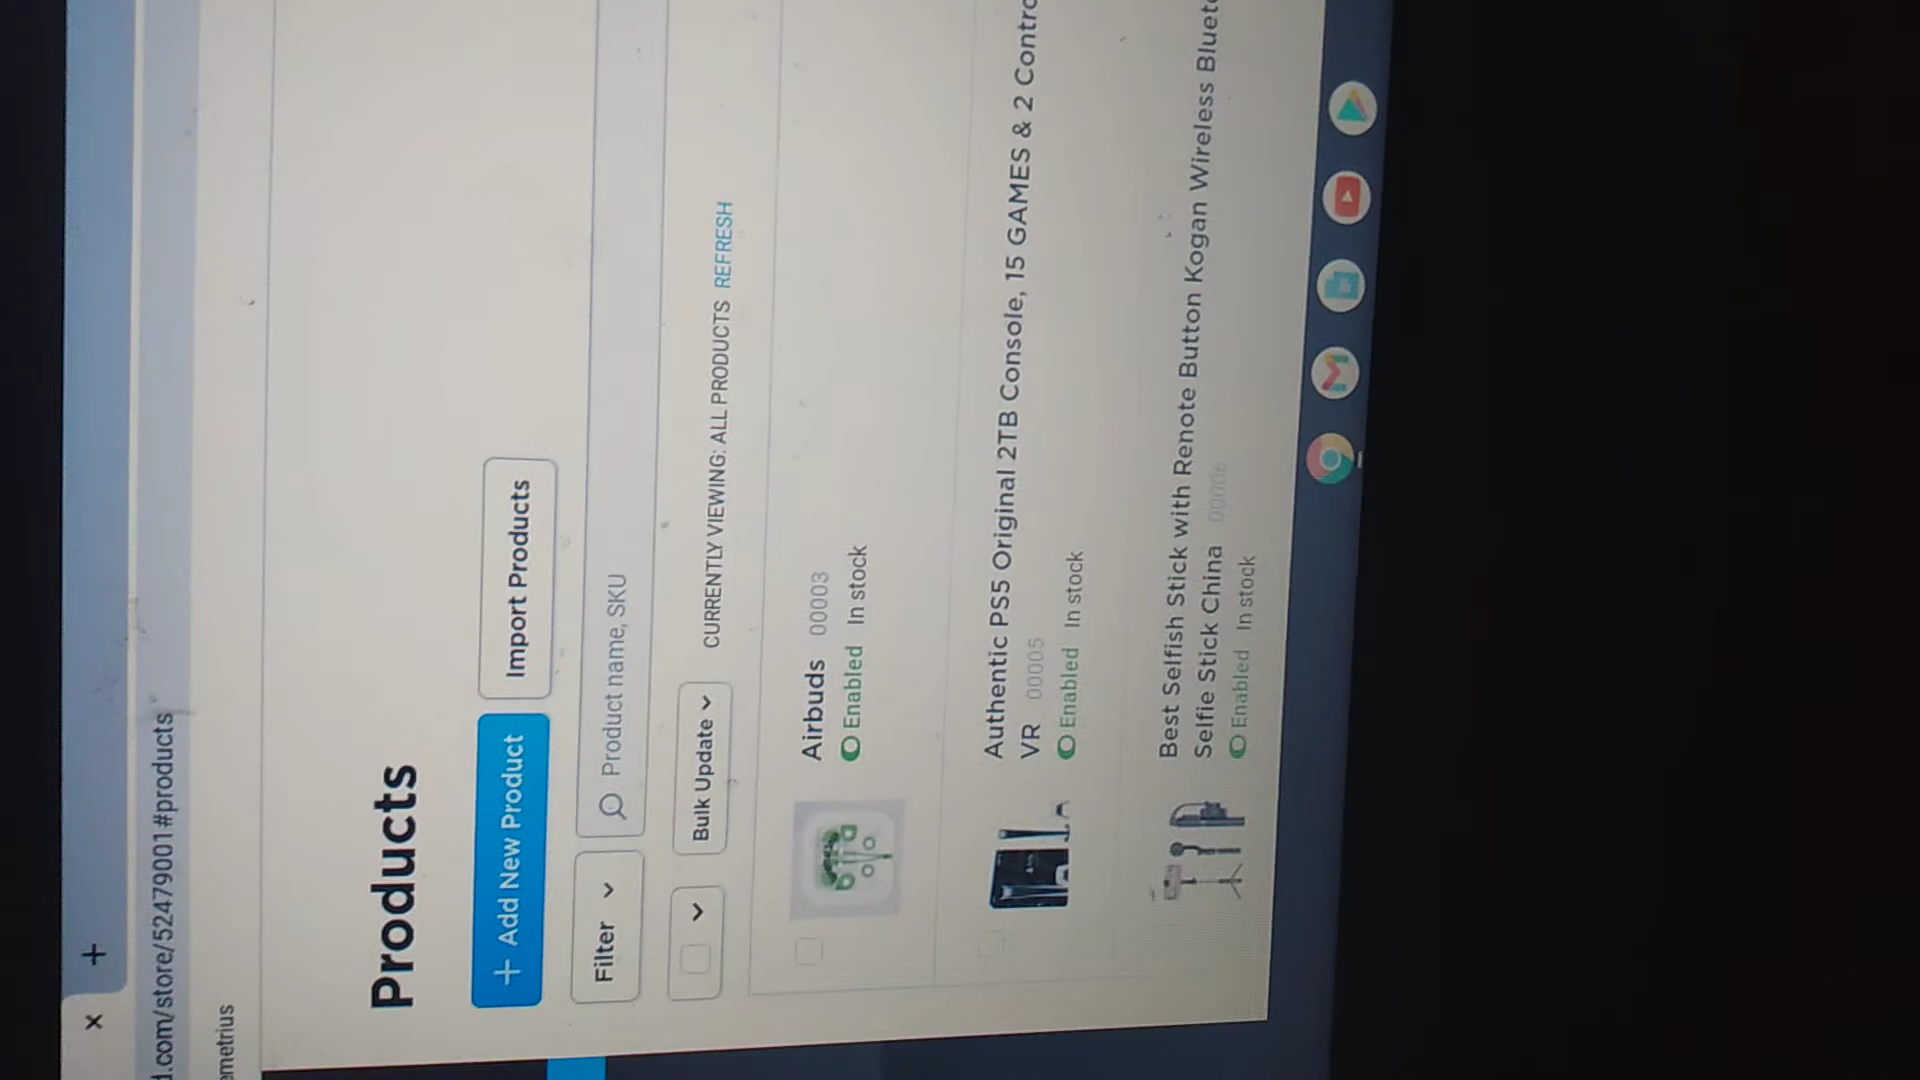 d.com/store/52479001#products
emetrius
Products
+ Add New Product
Import Products
Filter
Product name, SKU
Bulk Update
CURRENTLY VIEWING: ALL PRODUCTS REFRESH
Airbuds 00003
Enabled In stock
Authentic PS5 Original 2TB Console, 15 GAMES & 2 Contro
VR 00005
Enabled In stock
Best Selfish Stick with Renote Button Kogan Wireless Bluet
Selfie Stick China 00006
Enabled In stock